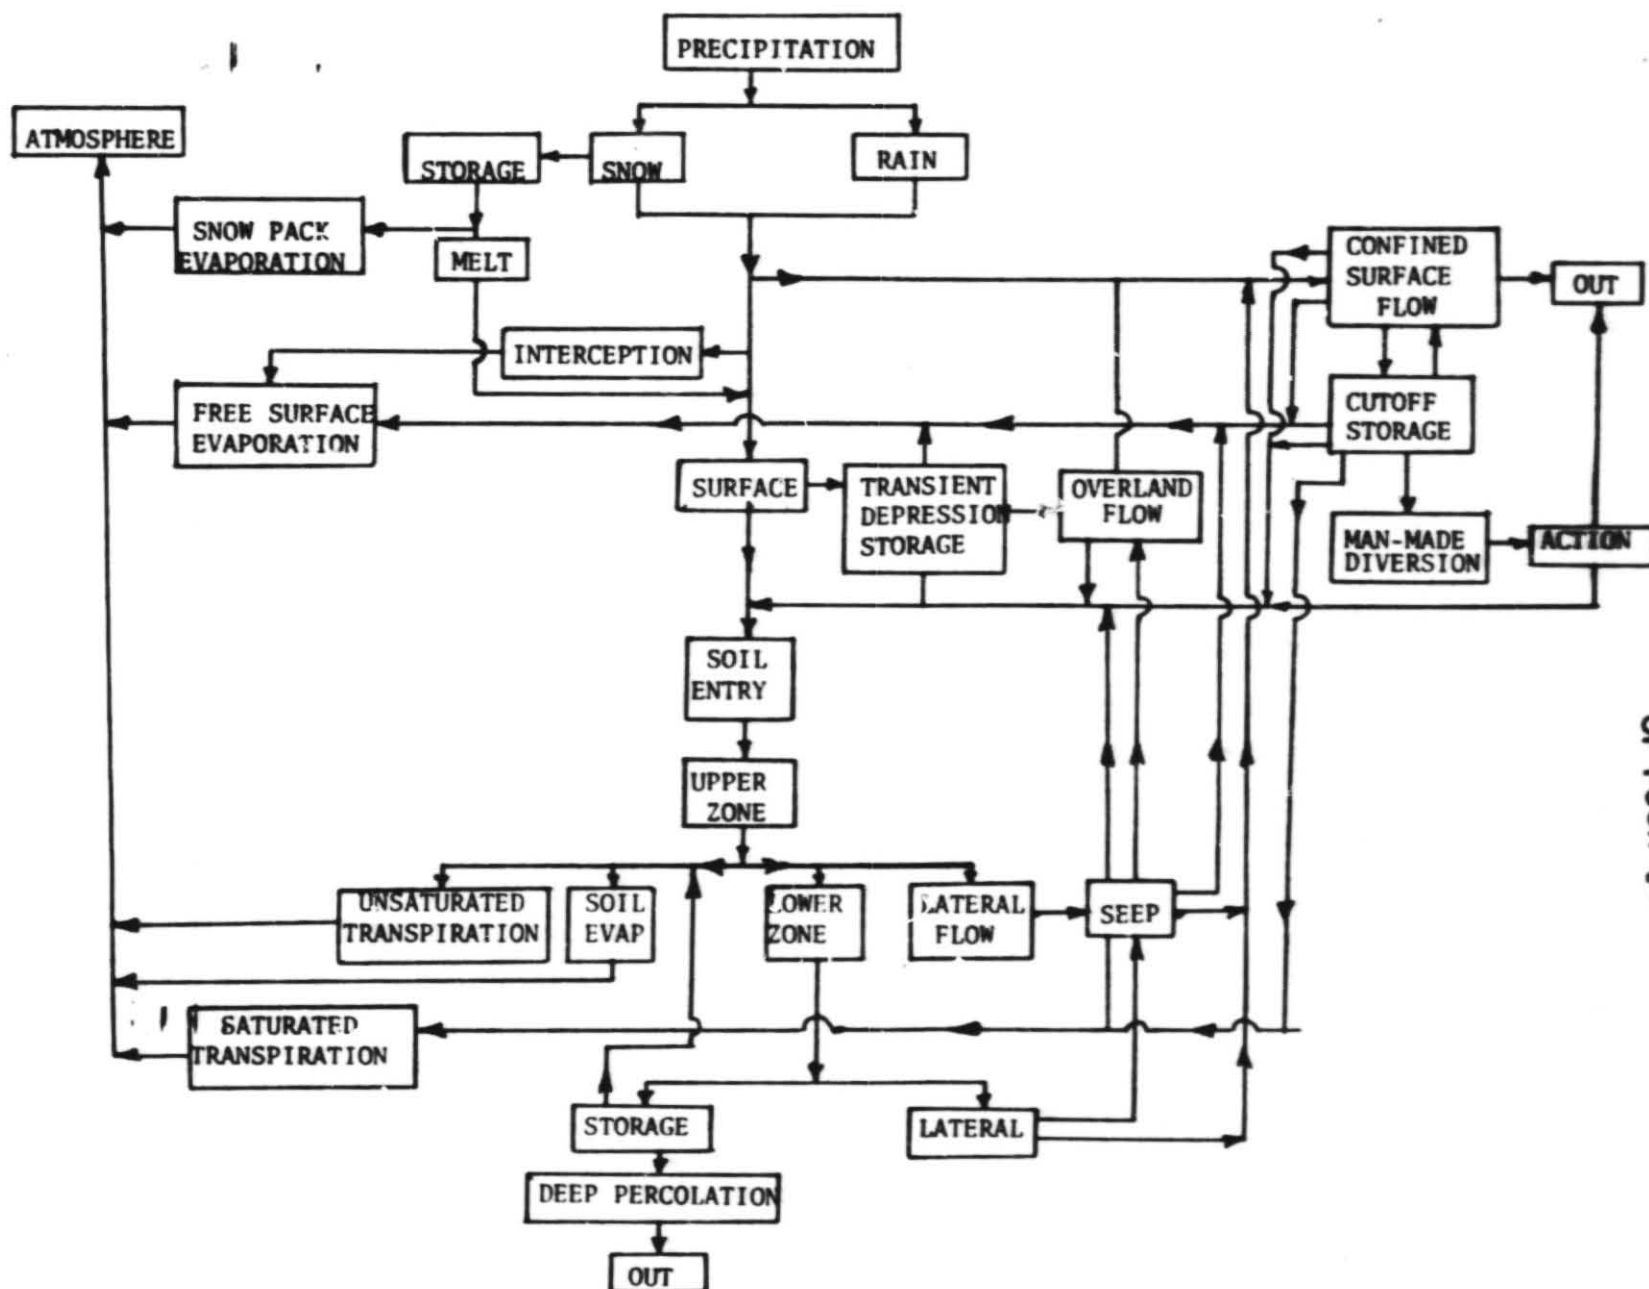 PRECIPITATION
ATMOSPHERE
STORAGE
SNOW
RAIN
SNOW PACK
EVAPORATION
MELT
CONFINED
SURFACE
FLOW
OUT
INTERCEPTION
FREE SURFACE
EVAPORATION
CUTOFF
STORAGE
SURFACE
TRANSIENT
DEPRESSION
STORAGE
OVERLAND
FLOW
MAN-MADE
DIVERSION
ACTION
SOIL
ENTRY
UPPER
ZONE
UNSATURATED
TRANSPIRATION
SOIL
EVAP
LOWER
ZONE
LATERAL
FLOW
SEEP
SATURATED
TRANSPIRATION
STORAGE
LATERAL
DEEP PERCOLATION
OUT